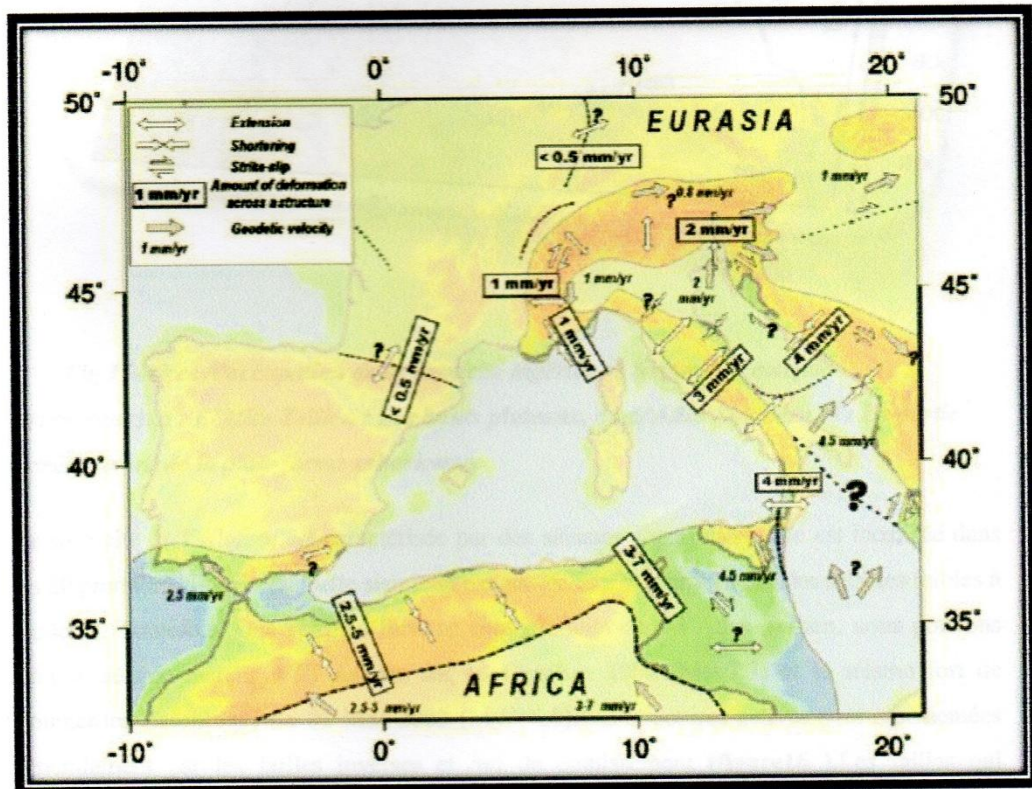 -10° 0° 10° 20°
50° 50°
EURASIA
Extension
Shortening
Strike-slip
1 mm/yr Amount of deformation
across a structure
Geodetic velocity
1 mm/yr
?
< 0.5 mm/yr
? 0.8 mm/yr
1 mm/yr
2 mm/yr
45° 45°
1 mm/yr
1 mm/yr
2
mm/yr
?
?
1 mm/yr
?
< 0.5 mm/yr
3 mm/yr
4 mm/yr
?
4.5 mm/yr
40° 40°
4 mm/yr
?
?
2.5 mm/yr
3-7 mm/yr
4.5 mm/yr
?
35° 35°
2.5-5 mm/yr
?
AFRICA
3-7 mm/yr
-10° 0° 10° 20°